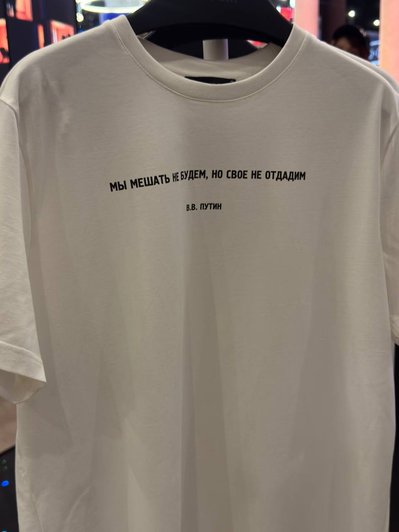 МЫ МЕШАТЬ НЕ БУДЕМ, НО СВОЕ НЕ ОТДАДИМ
В.В. ПУТИН